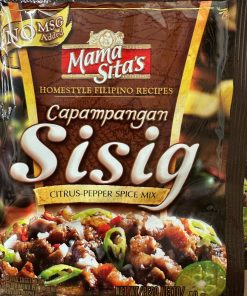 NO MSG
Added
Mama
Sita's
HOMESTYLE FILIPINO RECIPES
Capampangan
Sisig
CITRUS-PEPPER SPICE MIX